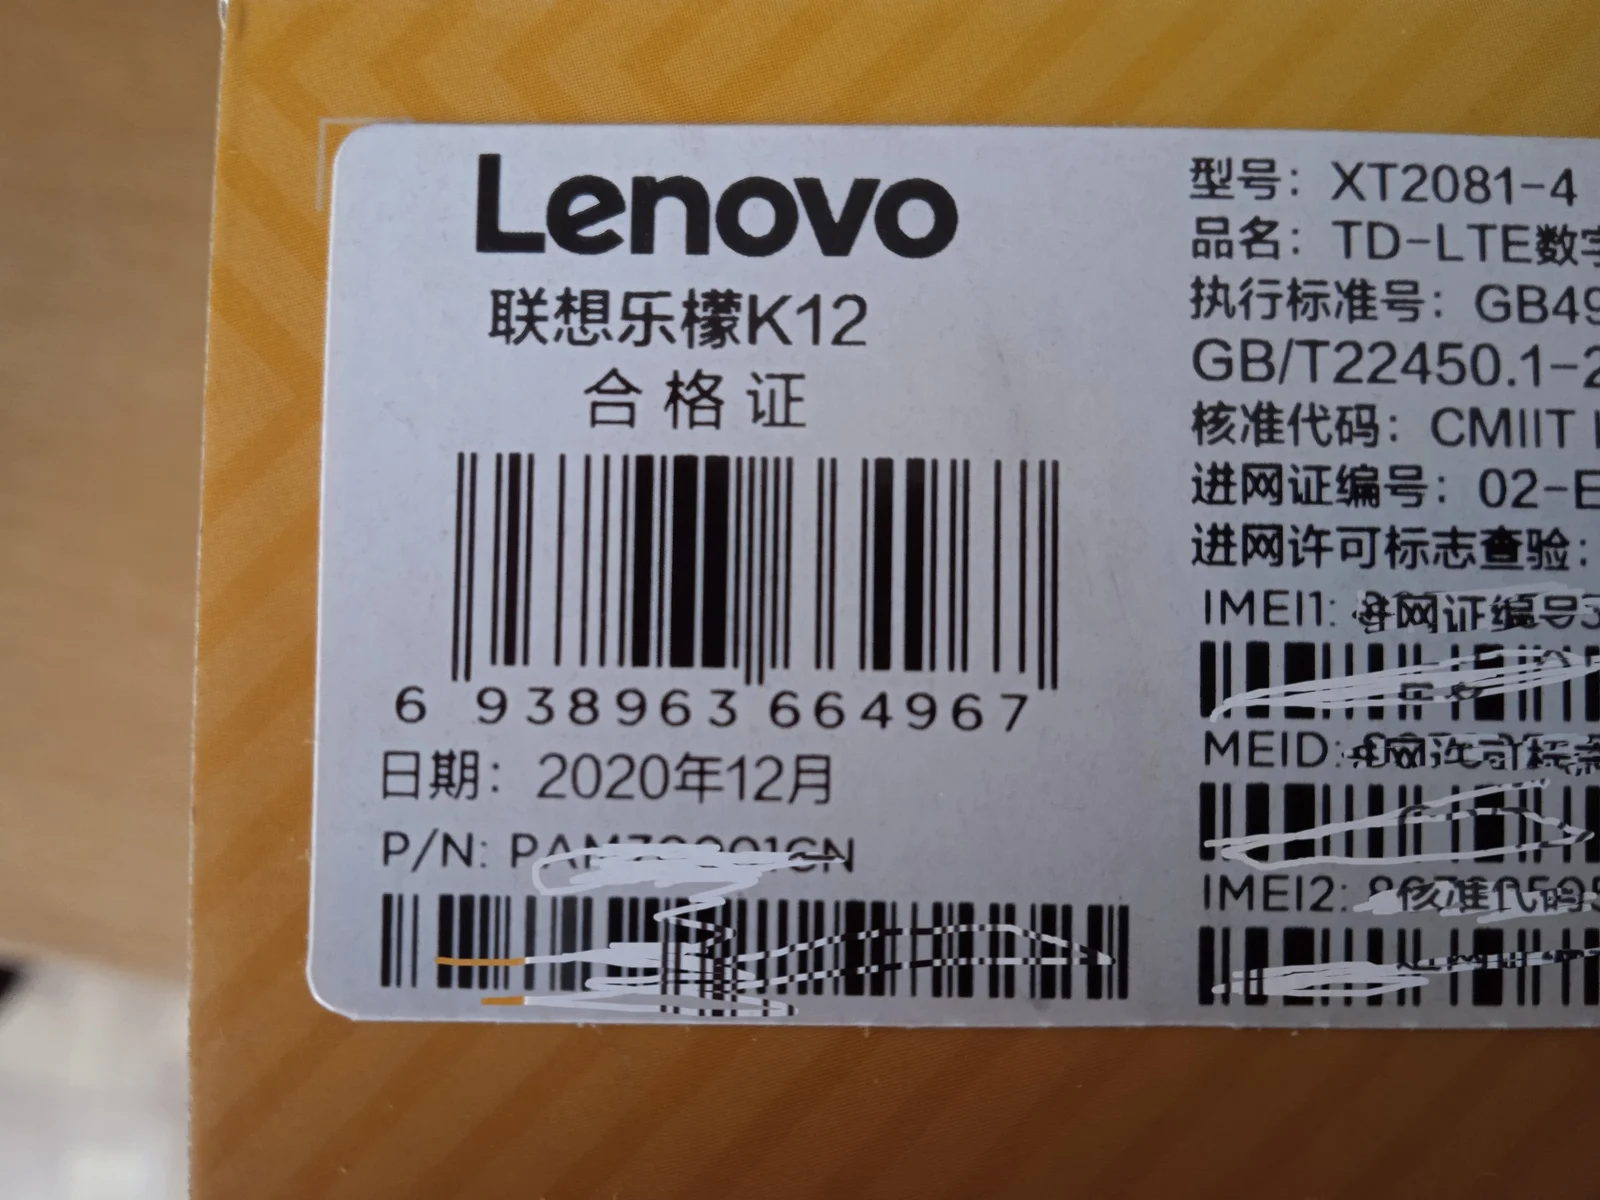 Lenovo
联想乐檬K12
合格证
6 938963 664967
日期：2020年12月
P/N:
型号：XT2081-4
品名：TD-LTE数
执行标准号：GB49
GB/T22450.1-2
核准代码：CMIIT
进网证编号：02-E
进网许可标志查验：
IMEI1:
MEID:
IMEI2: